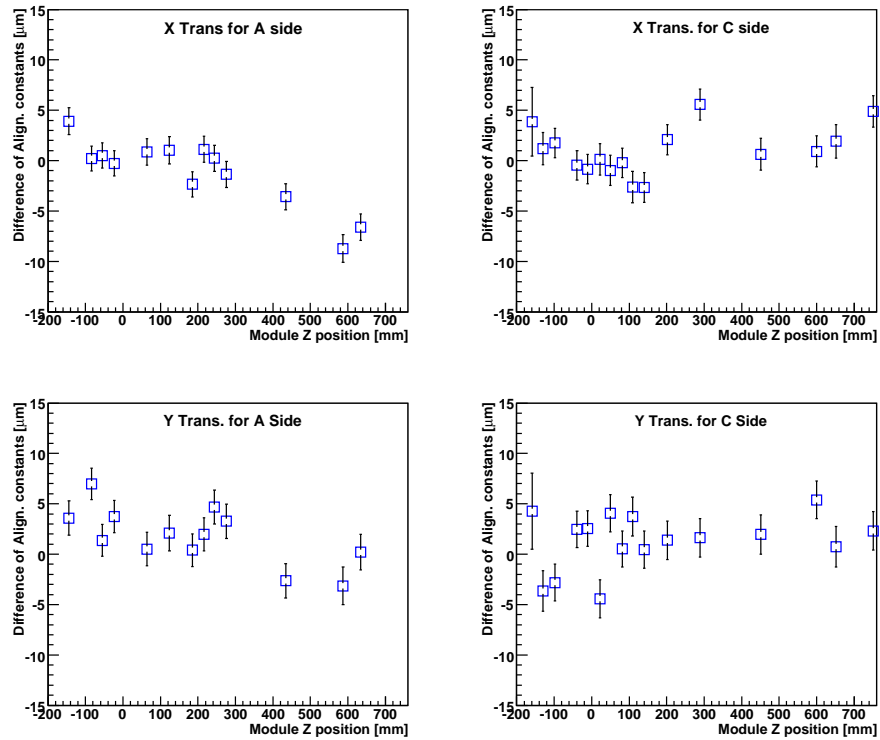 X Trans for A side
Difference of Align. constants [μm]
15
10
5
0
-5
-10
-15
-200 -100 0 100 200 300 400 500 600 700
Module Z position [mm]
X Trans. for C side
Difference of Align. constants [μm]
15
10
5
0
-5
-10
-15
-200 -100 0 100 200 300 400 500 600 700
Module Z position [mm]
Y Trans. for A Side
Difference of Align. constants [μm]
15
10
5
0
-5
-10
-15
-200 -100 0 100 200 300 400 500 600 700
Module Z position [mm]
Y Trans. for C Side
Difference of Align. constants [μm]
15
10
5
0
-5
-10
-15
-200 -100 0 100 200 300 400 500 600 700
Module Z position [mm]